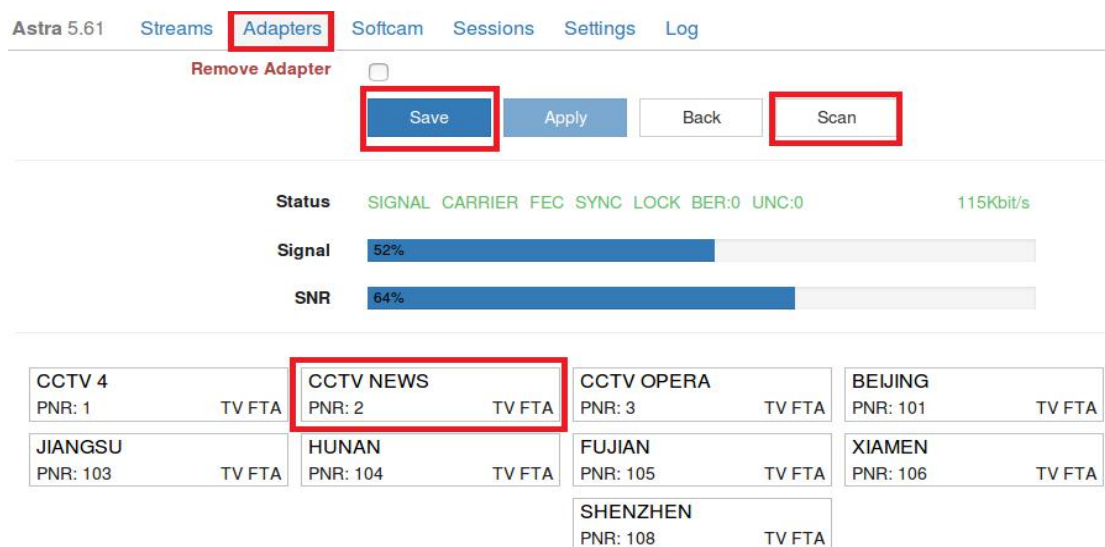 Astra 5.61 Streams Adapters Softcam Sessions Settings Log
Remove Adapter
Save Apply Back Scan
Status SIGNAL CARRIER FEC SYNC LOCK BER:0 UNC:0 115Kbit/s
Signal 52%
SNR 64%
CCTV 4 CCTV NEWS CCTV OPERA BEIJING
PNR: 1 TV FTA PNR: 2 TV FTA PNR: 3 TV FTA PNR: 101 TV FTA
JIANGSU HUNAN FUJIAN XIAMEN
PNR: 103 TV FTA PNR: 104 TV FTA PNR: 105 TV FTA PNR: 106 TV FTA
SHENZHEN
PNR: 108 TV FTA